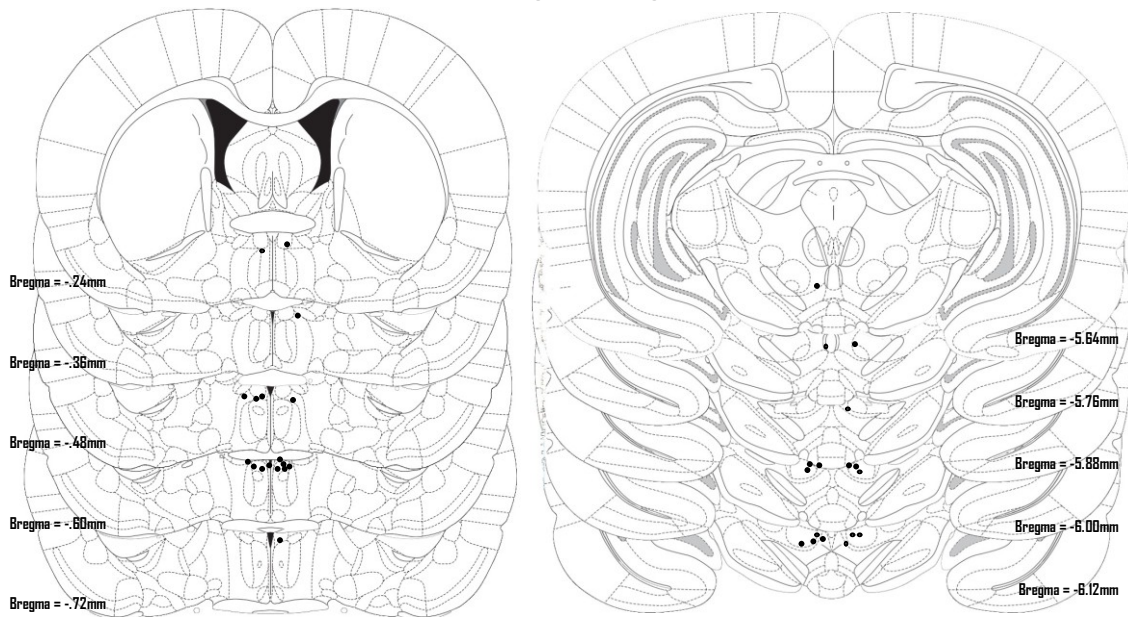 Bregma = -.24mm
Bregma = -.36mm
Bregma = -.48mm
Bregma = -.60mm
Bregma = -.72mm
Bregma = -5.64mm
Bregma = -5.76mm
Bregma = -5.88mm
Bregma = -6.00mm
Bregma = -6.12mm